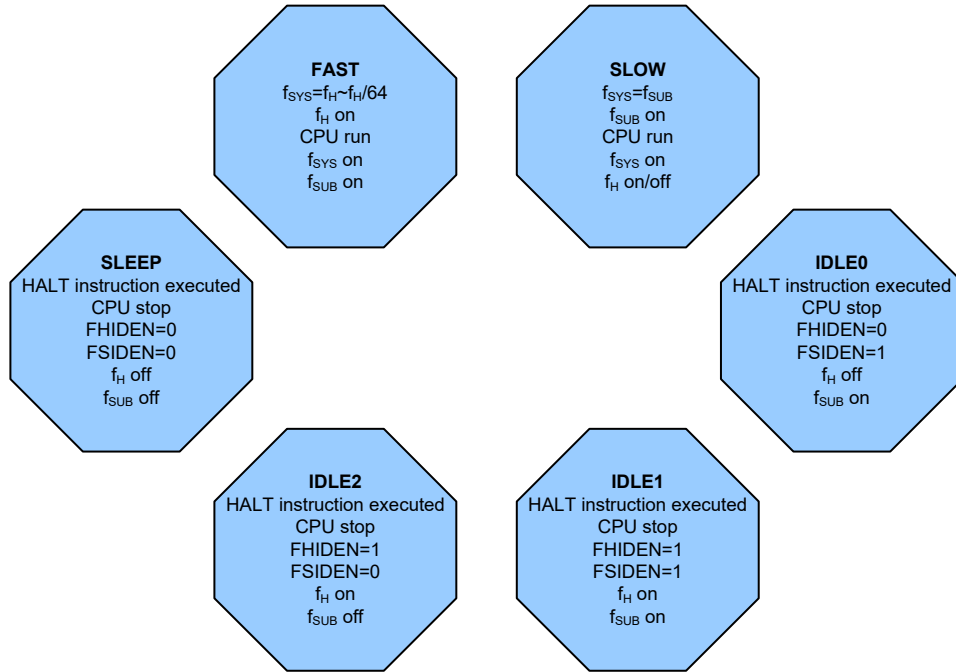 FAST
fSYS=fH~fH/64
fH on
CPU run
fSYS on
fSUB on
SLOW
fSYS=fSUB
fSUB on
CPU run
fSYS on
fH on/off
SLEEP
HALT instruction executed
CPU stop
FHIDEN=0
FSIDEN=0
fH off
fSUB off
IDLE0
HALT instruction executed
CPU stop
FHIDEN=0
FSIDEN=1
fH off
fSUB on
IDLE2
HALT instruction executed
CPU stop
FHIDEN=1
FSIDEN=0
fH on
fSUB off
IDLE1
HALT instruction executed
CPU stop
FHIDEN=1
FSIDEN=1
fH on
fSUB on